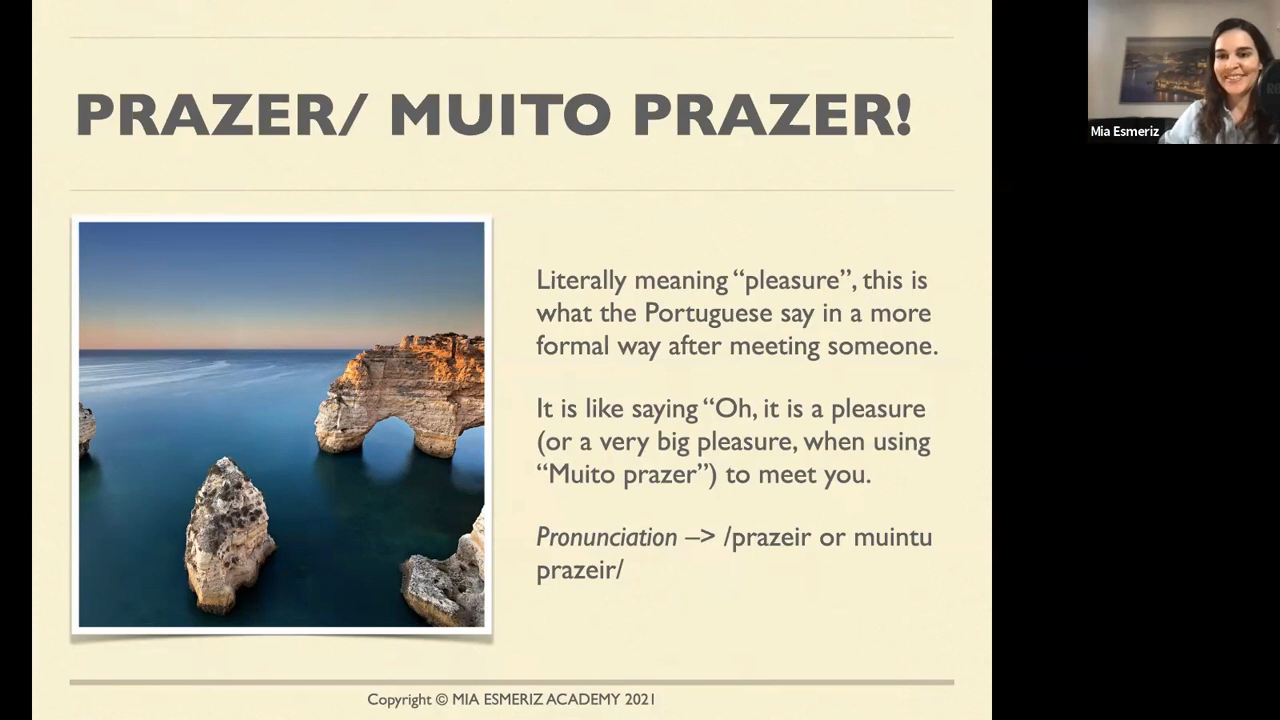 PRAZER/ MUITO PRAZER!
Literally meaning “pleasure”, this is
what the Portuguese say in a more
formal way after meeting someone.
It is like saying “Oh, it is a pleasure
(or a very big pleasure, when using
“Muito prazer”) to meet you.
Pronunciation –> /prazeir or muintu
prazeir/
Copyright © MIA ESMERIZ ACADEMY 2021
Mia Esmeriz